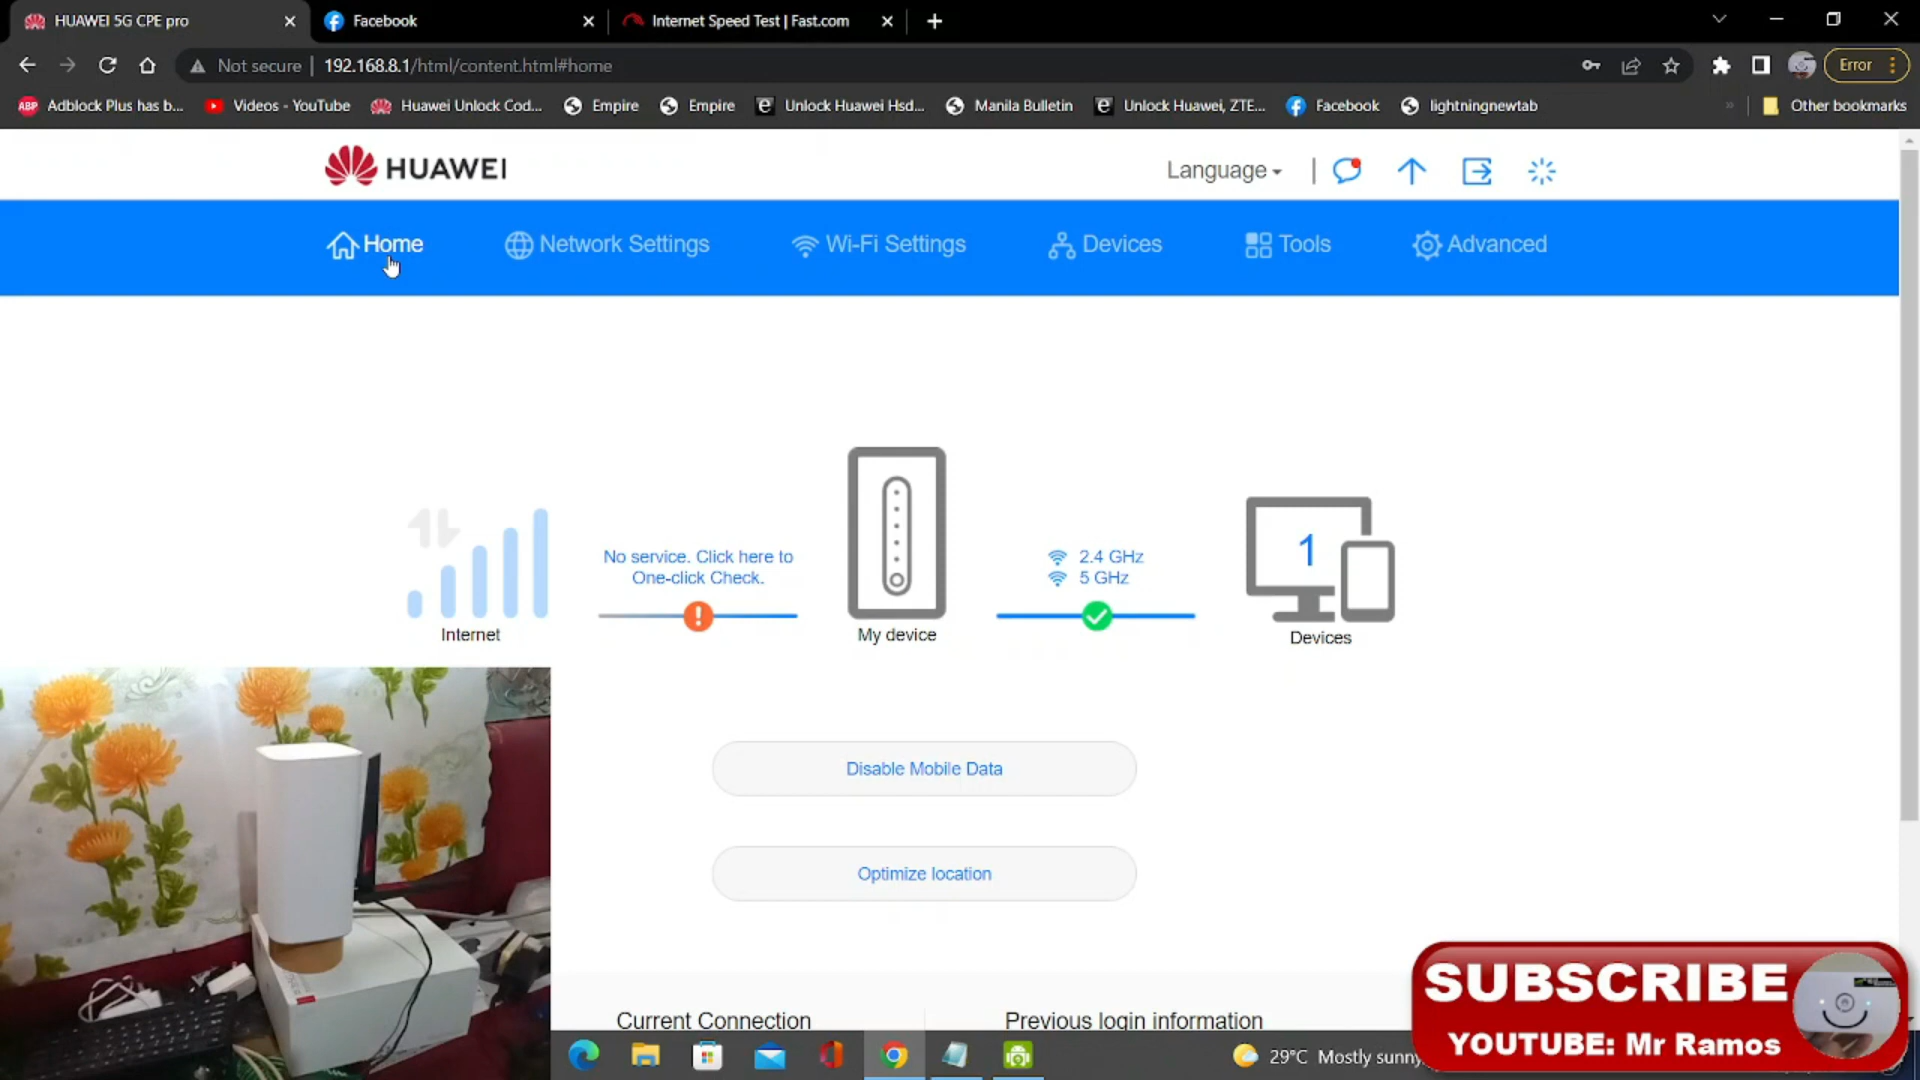 HUAWEI 5G CPE pro
Facebook
Internet Speed Test | Fast.com
Not secure | 192.168.8.1/html/content.html#home
Error
ABP Adblock Plus has b...
Videos - YouTube
Huawei Unlock Cod...
Empire
Empire
Unlock Huawei Hsd...
Manila Bulletin
Unlock Huawei, ZTE...
Facebook
lightningnewtab
Other bookmarks
HUAWEI
Language
Home
Network Settings
Wi-Fi Settings
Devices
Tools
Advanced
No service. Click here to
One-click Check.
2.4 GHz
5 GHz
1
Internet
My device
Devices
Disable Mobile Data
Optimize location
Current Connection
Previous login information
29°C Mostly sunny
SUBSCRIBE
YOUTUBE: Mr Ramos